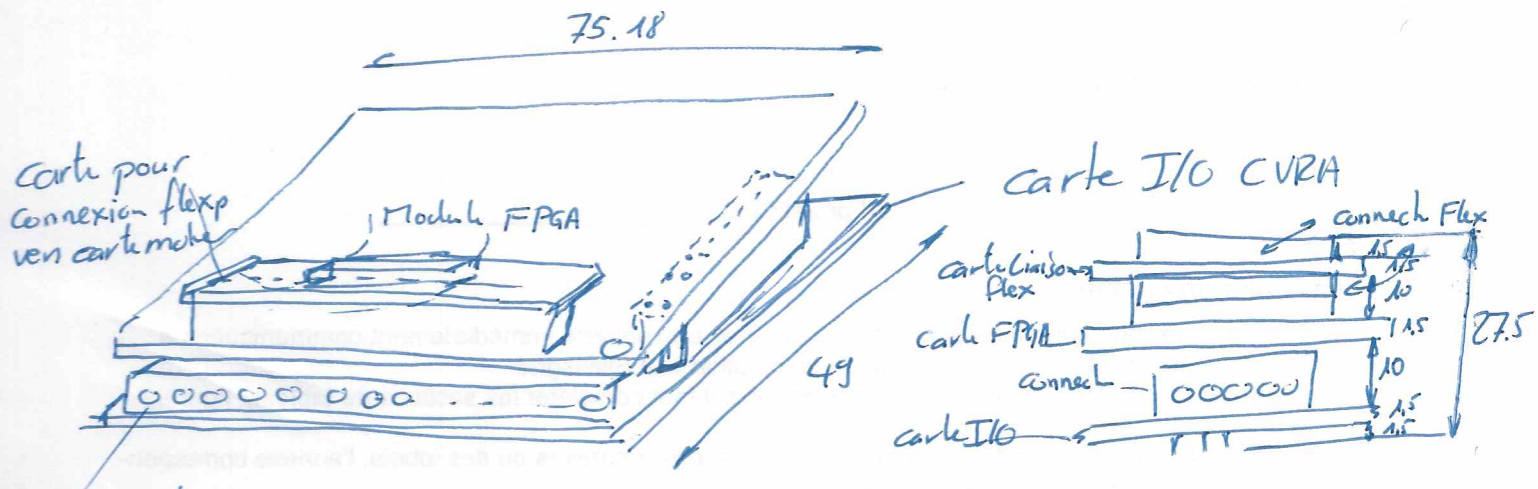 75.18
Carte pour
connexion flexp
vers carte mère
Module FPGA
carte I/O CVRA
49
connect Flex
carte liaison
flex
1.5
1.5
10
carte FPGA
1.5
27.5
connect
10
carte I/O
1.5
1.5